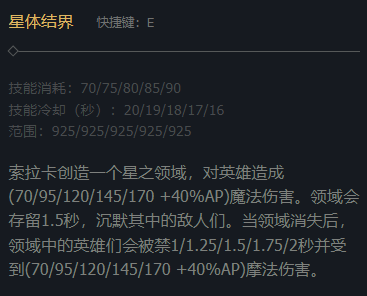 星体结界 快捷键：E
技能消耗：70/75/80/85/90
技能冷却（秒）：20/19/18/17/16
范围：925/925/925/925/925
索拉卡创造一个星之领域，对英雄造成
(70/95/120/145/170 +40%AP)魔法伤害。领域会
存留1.5秒，沉默其中的敌人们。当领域消失后，
领域中的英雄们会被禁1/1.25/1.5/1.75/2秒并受
到(70/95/120/145/170 +40%AP)摩法伤害。